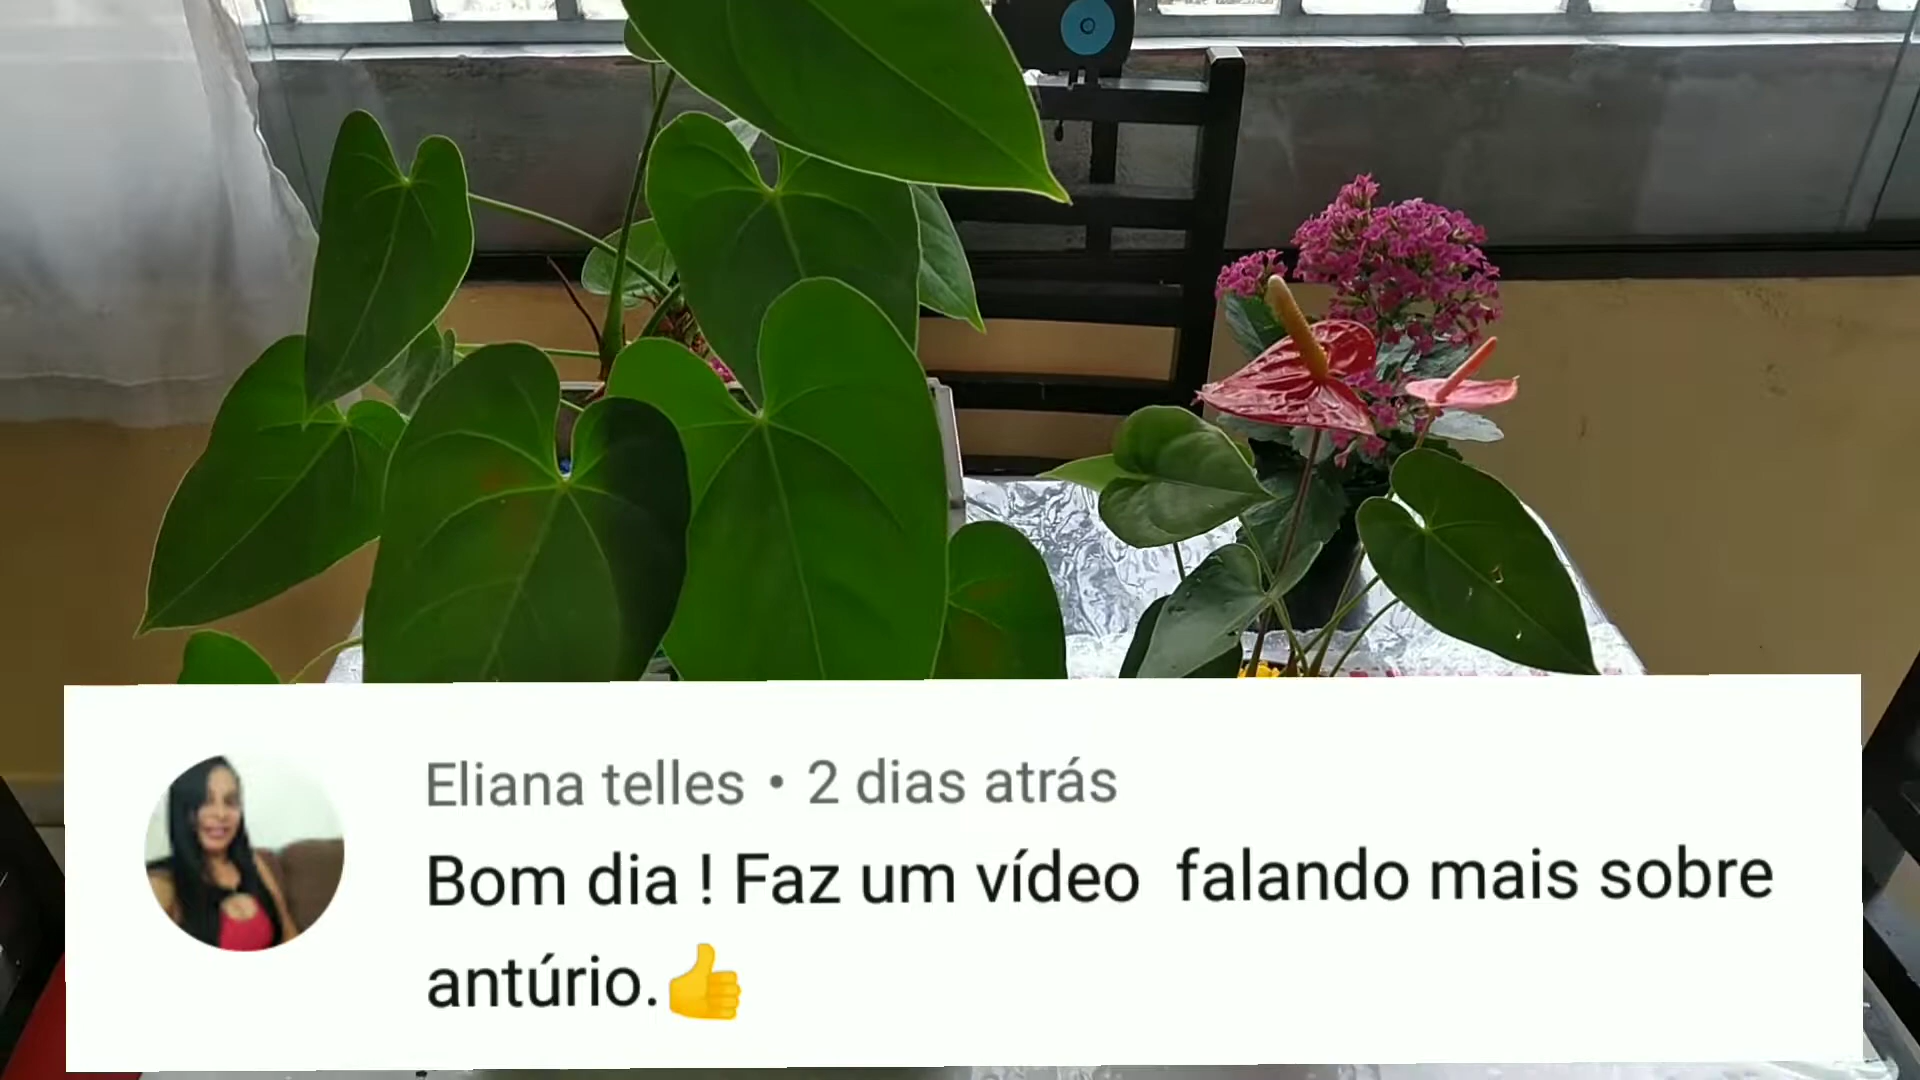 Eliana telles • 2 dias atrás
Bom dia ! Faz um vídeo falando mais sobre
antúrio.👍